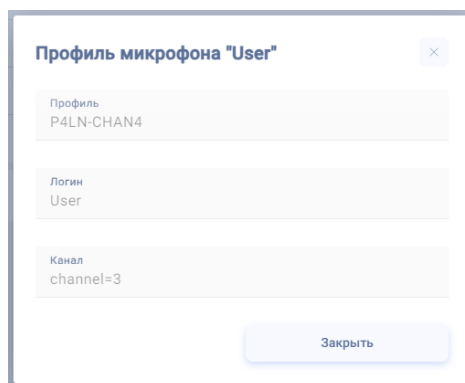 Профиль микрофона "User"
Профиль
P4LN-CHAN4
Логин
User
Канал
channel=3
Закрыть